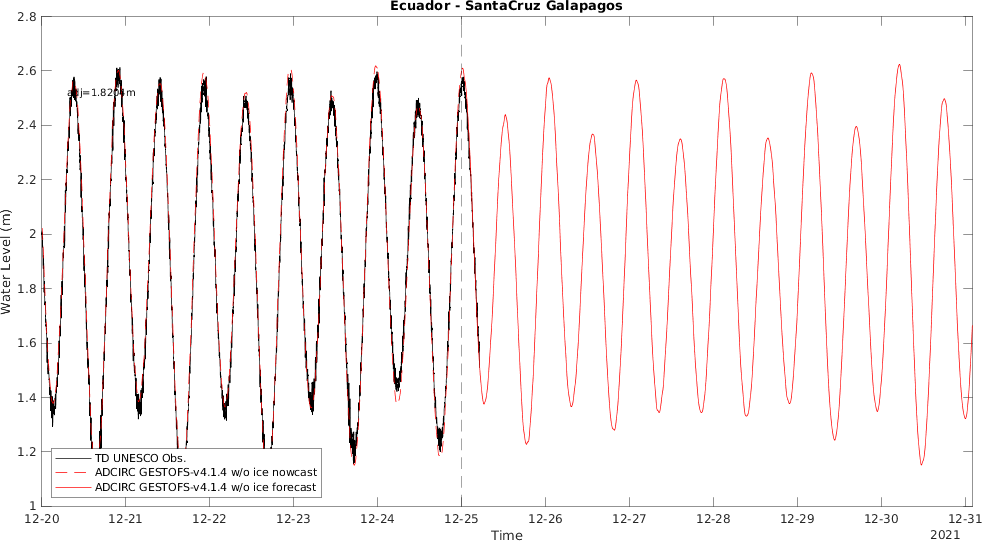 Ecuador - SantaCruz Galapagos
2.8
2.6
2.4
2.2
2
1.8
1.6
1.4
1.2
1
Water Level (m)
adj=1.8204m
TD UNESCO Obs.
ADCIRC GESTOFS-v4.1.4 w/o ice nowcast
ADCIRC GESTOFS-v4.1.4 w/o ice forecast
12-20 12-21 12-22 12-23 12-24 12-25 12-26 12-27 12-28 12-29 12-30 12-31
Time
2021